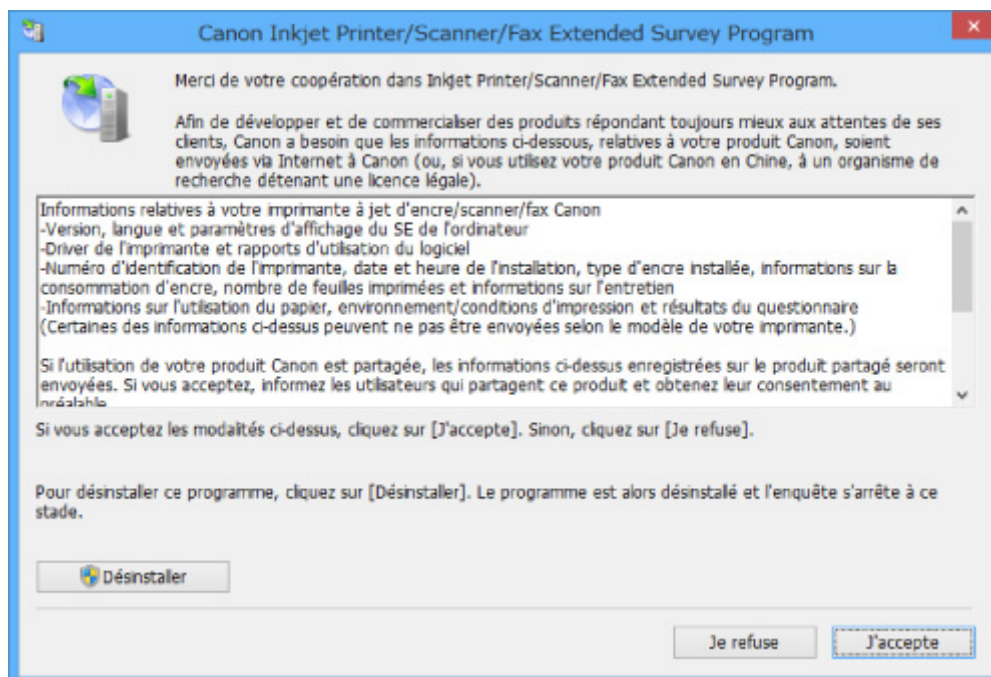 Canon Inkjet Printer/Scanner/Fax Extended Survey Program
Merci de votre coopération dans Inkjet Printer/Scanner/Fax Extended Survey Program.
Afin de développer et de commercialiser des produits répondant toujours mieux aux attentes de ses
clients, Canon a besoin que les informations ci-dessous, relatives à votre produit Canon, soient
envoyées via Internet à Canon (ou, si vous utilisez votre produit Canon en Chine, à un organisme de
recherche détenant une licence légale).
Informations relatives à votre imprimante à jet d'encre/scanner/fax Canon
-Version, langue et paramètres d'affichage du SE de l'ordinateur
-Driver de l'imprimante et rapports d'utilisation du logiciel
-Numéro d'identification de l'imprimante, date et heure de l'installation, type d'encre installée, informations sur la
consommation d'encre, nombre de feuilles imprimées et informations sur l'entretien
-Informations sur l'utilisation du papier, environnement/conditions d'impression et résultats du questionnaire
(Certaines des informations ci-dessus peuvent ne pas être envoyées selon le modèle de votre imprimante.)
Si l'utilisation de votre produit Canon est partagée, les informations ci-dessus enregistrées sur le produit partagé seront
envoyées. Si vous acceptez, informez les utilisateurs qui partagent ce produit et obtenez leur consentement au
préalable
Si vous acceptez les modalités ci-dessus, cliquez sur [J'accepte]. Sinon, cliquez sur [Je refuse].
Pour désinstaller ce programme, cliquez sur [Désinstaller]. Le programme est alors désinstallé et l'enquête s'arrête à ce
stade.
Désinstaller
Je refuse
J'accepte